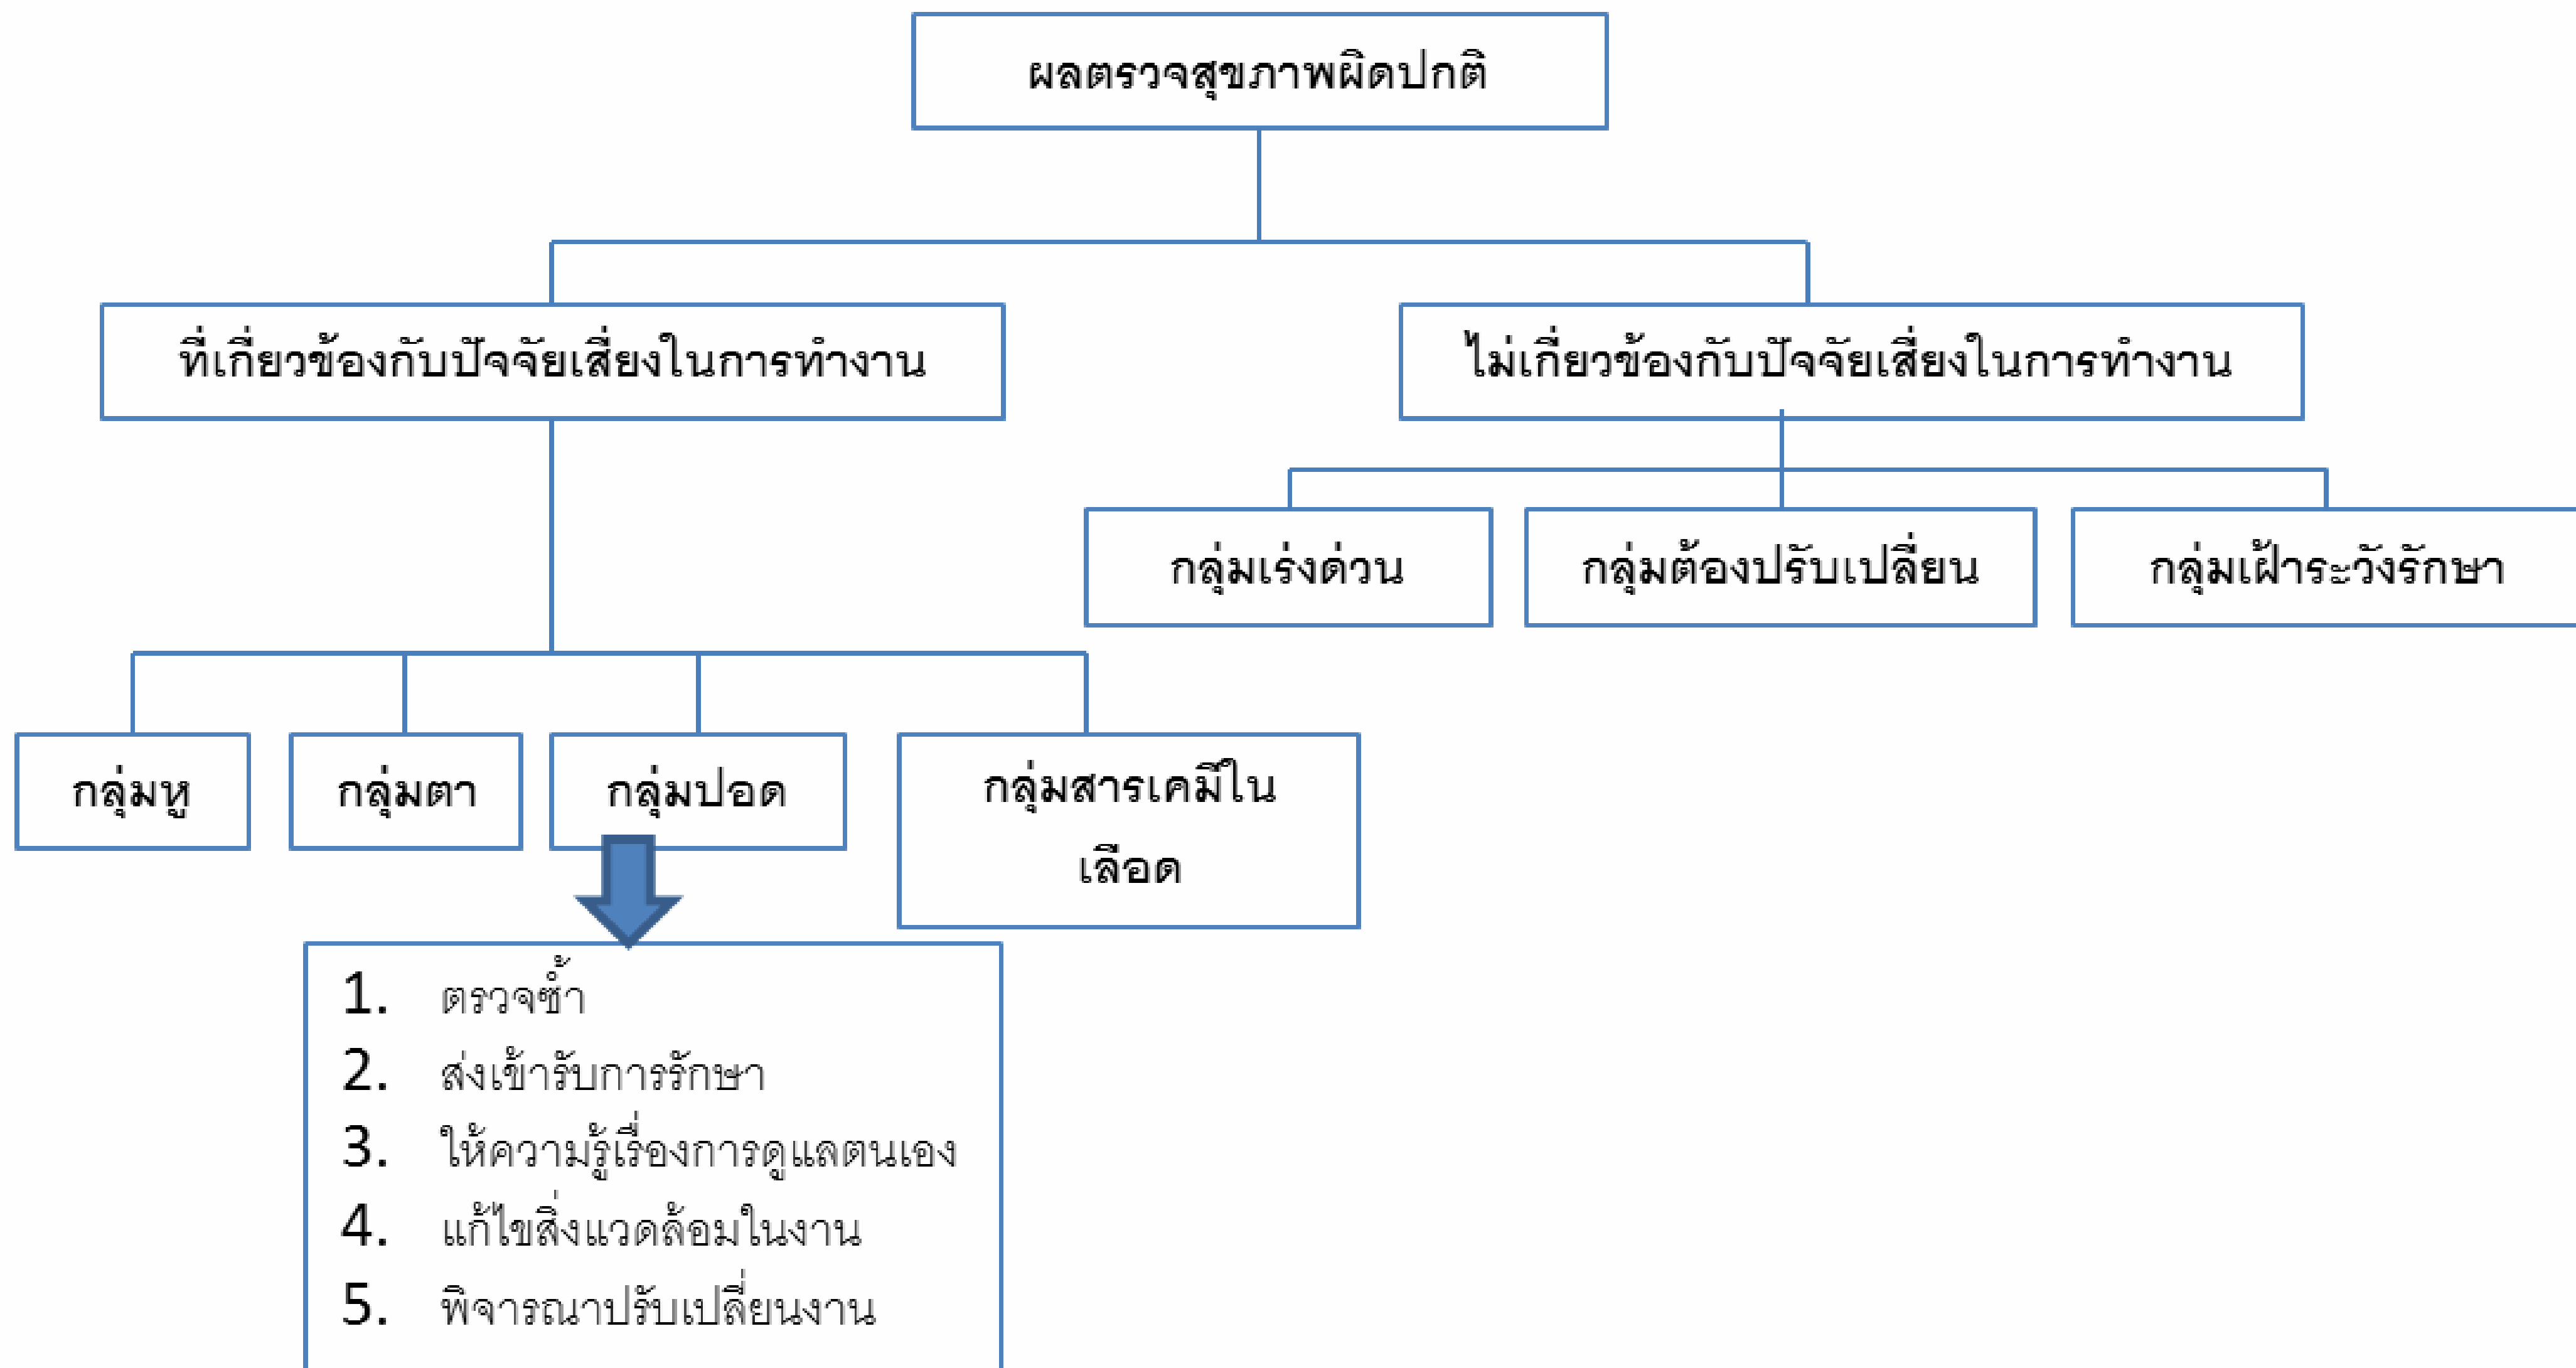 ผลตรวจสุขภาพผิดปกติ
ที่เกี่ยวข้องกับปัจจัยเสี่ยงในการทำงาน
ไม่เกี่ยวข้องกับปัจจัยเสี่ยงในการทำงาน
กลุ่มเร่งด่วน
กลุ่มต้องปรับเปลี่ยน
กลุ่มเฝ้าระวังรักษา
กลุ่มหู
กลุ่มตา
กลุ่มปอด
กลุ่มสารเคมีใน
เลือด
1. ตรวจซ้ำ
2. ส่งเข้ารับการรักษา
3. ให้ความรู้เรื่องการดูแลตนเอง
4. แก้ไขสิ่งแวดล้อมในงาน
5. พิจารณาปรับเปลี่ยนงาน